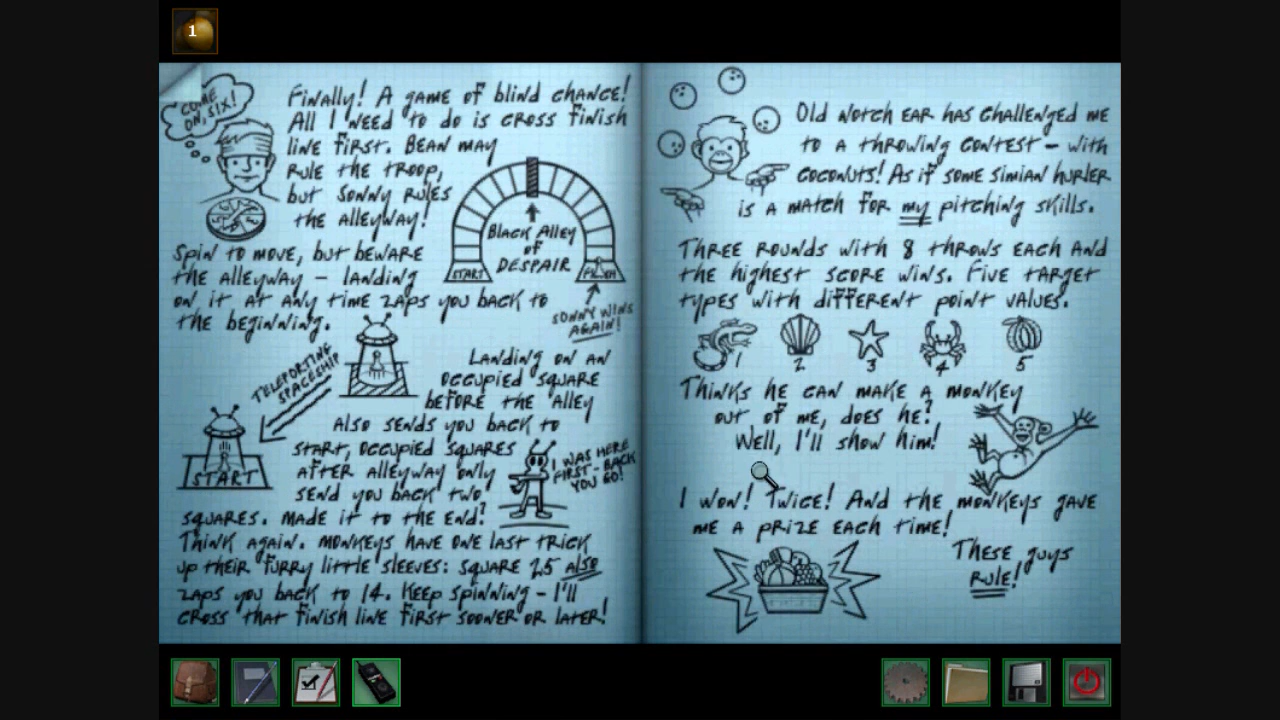 1
COME ON, SIX!
Finally! A game of blind chance!
All I need to do is cross finish
line first. Bean may
rule the troop,
but Sonny rules
the alleyway!
Black Alley
of
DESPAIR
START
FINISH
SONNY WINS
AGAIN!
Spin to move, but beware
the alleyway – landing
on it at any time zaps you back to
the beginning.
TELEPORTING
SPACESHIP
START
Landing on an
occupied square
before the alley
also sends you back to
start, occupied squares
after alleyway only
send you back two
squares. Made it to the end?
I WAS HERE
FIRST – BACK
YOU GO!
Think again. Monkeys have one last trick
up their furry little sleeves: square 25 also
zaps you back to 14. Keep spinning – I'll
cross that finish line first sooner or later!
Old Notch Ear has challenged me
to a throwing contest – with
coconuts! As if some simian hurler
is a match for my pitching skills.
Three rounds with 8 throws each and
the highest score wins. Five target
types with different point values.
1 2 3 4 5
Thinks he can make a monkey
out of me, does he?
Well, I'll show him!
I won! Twice! And the monkeys gave
me a prize each time!
These guys
rule!